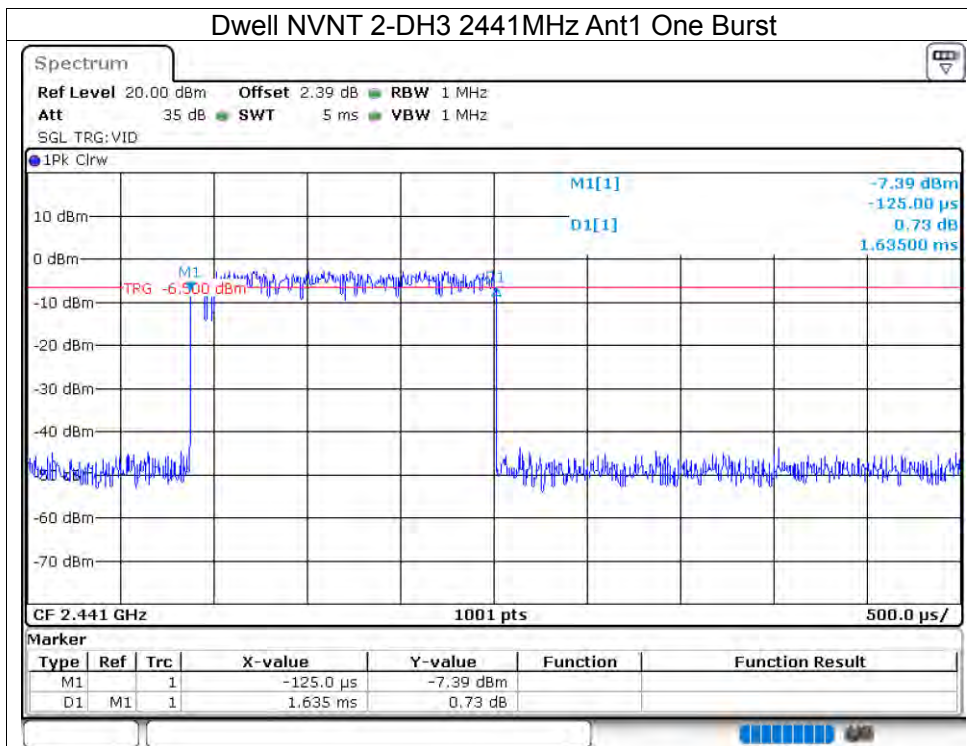 Dwell NVNT 2-DH3 2441MHz Ant1 One Burst
Spectrum
Ref Level 20.00 dBm Offset 2.39 dB RBW 1 MHz
Att 35 dB SWT 5 ms VBW 1 MHz
SGL TRG:VID
1Pk Clrw
M1[1] -7.39 dBm
-125.00 µs
D1[1] 0.73 dB
1.63500 ms
10 dBm
0 dBm
M1
D1
TRG -6.500 dBm
-10 dBm
-20 dBm
-30 dBm
-40 dBm
-50 dBm
-60 dBm
-70 dBm
CF 2.441 GHz 1001 pts 500.0 µs/
Marker
Type Ref Trc X-value Y-value Function Function Result
M1 1 -125.0 µs -7.39 dBm
D1 M1 1 1.635 ms 0.73 dB